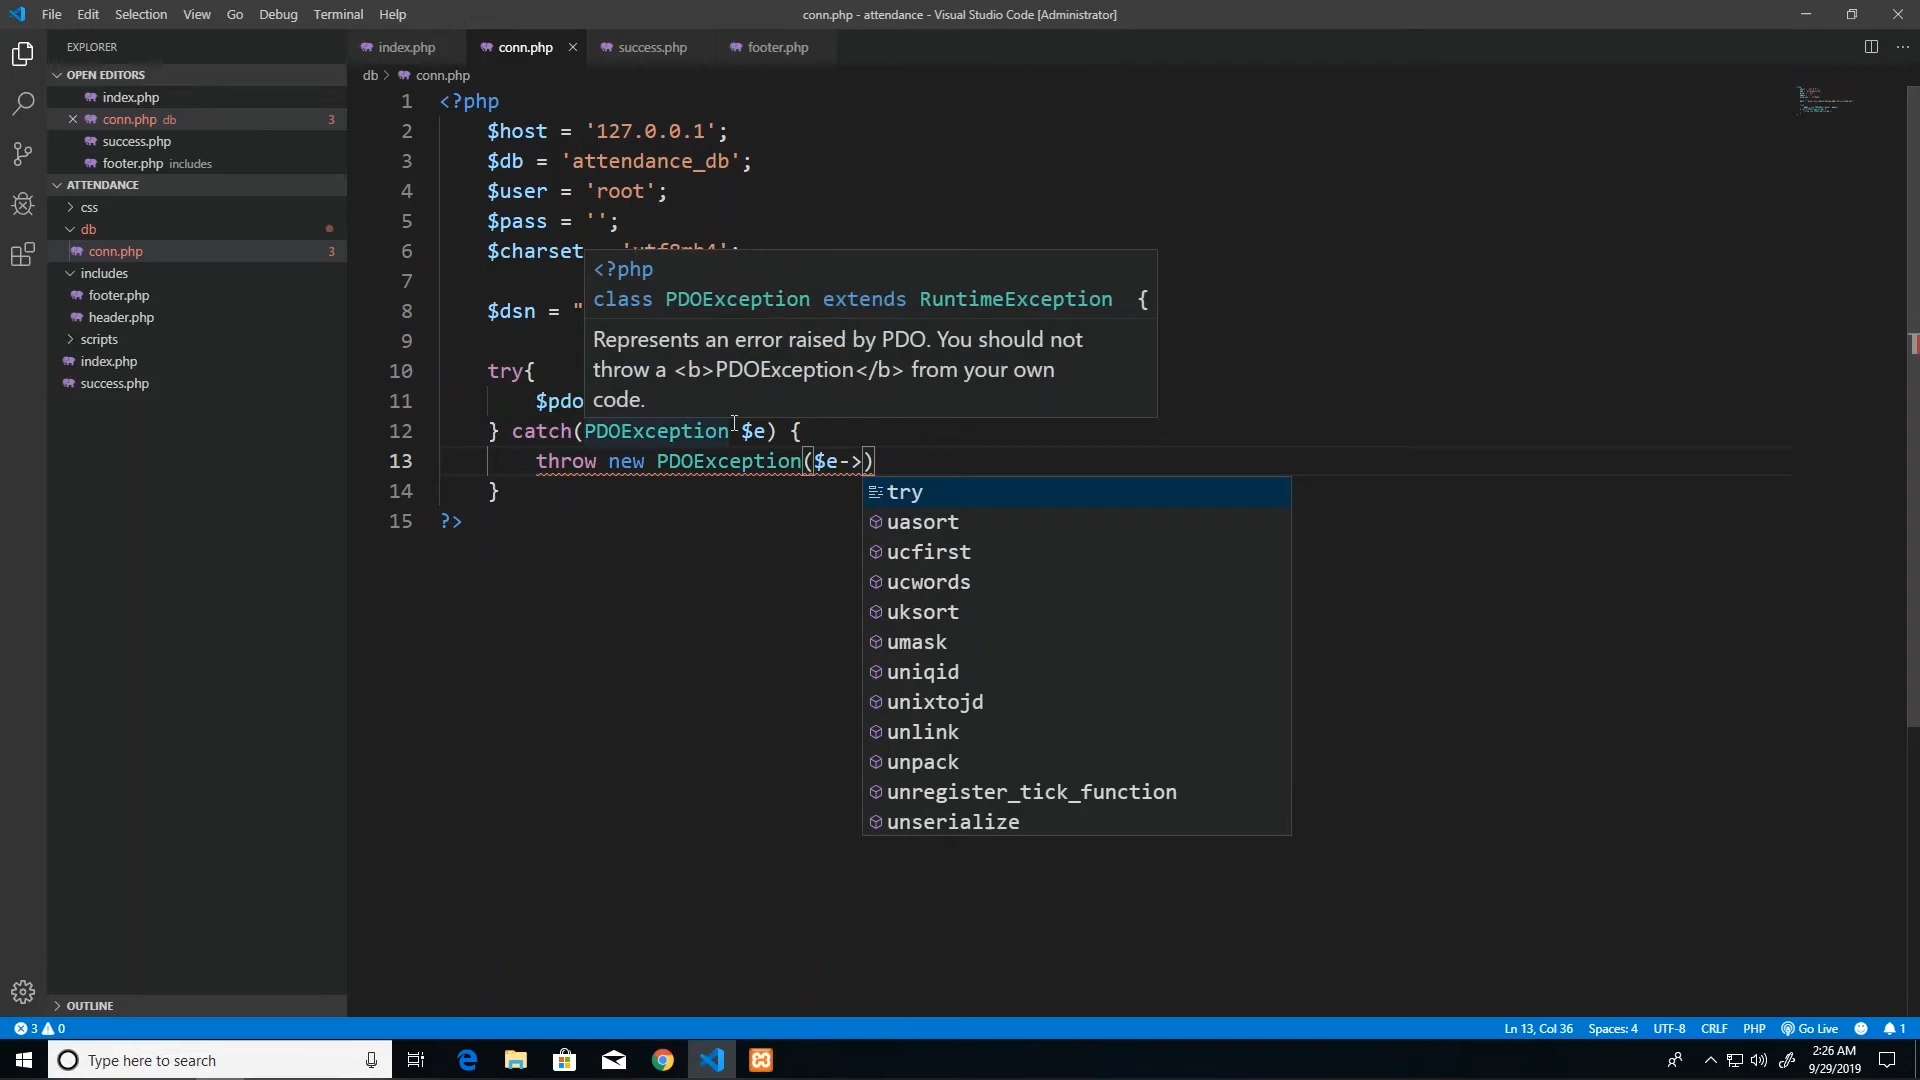 File Edit Selection View Go Debug Terminal Help
conn.php - attendance - Visual Studio Code [Administrator]
EXPLORER
OPEN EDITORS
index.php
conn.php db 3
success.php
footer.php includes
ATTENDANCE
css
db
conn.php 3
includes
footer.php
header.php
scripts
index.php
success.php
OUTLINE
index.php conn.php success.php footer.php
db > conn.php
1 <?php
2 $host = '127.0.0.1';
3 $db = 'attendance_db';
4 $user = 'root';
5 $pass = '';
6 $charset
7
8 $dsn = "
9
10 try{
11 $pdo
12 } catch(PDOException $e) {
13 throw new PDOException($e->)
14 }
15 ?>
<?php
class PDOException extends RuntimeException {
Represents an error raised by PDO. You should not
throw a <b>PDOException</b> from your own
code.
try
uasort
ucfirst
ucwords
uksort
umask
uniqid
unixtojd
unlink
unpack
unregister_tick_function
unserialize
3 0
Ln 13, Col 36 Spaces: 4 UTF-8 CRLF PHP Go Live 1
Type here to search
2:26 AM
9/29/2019